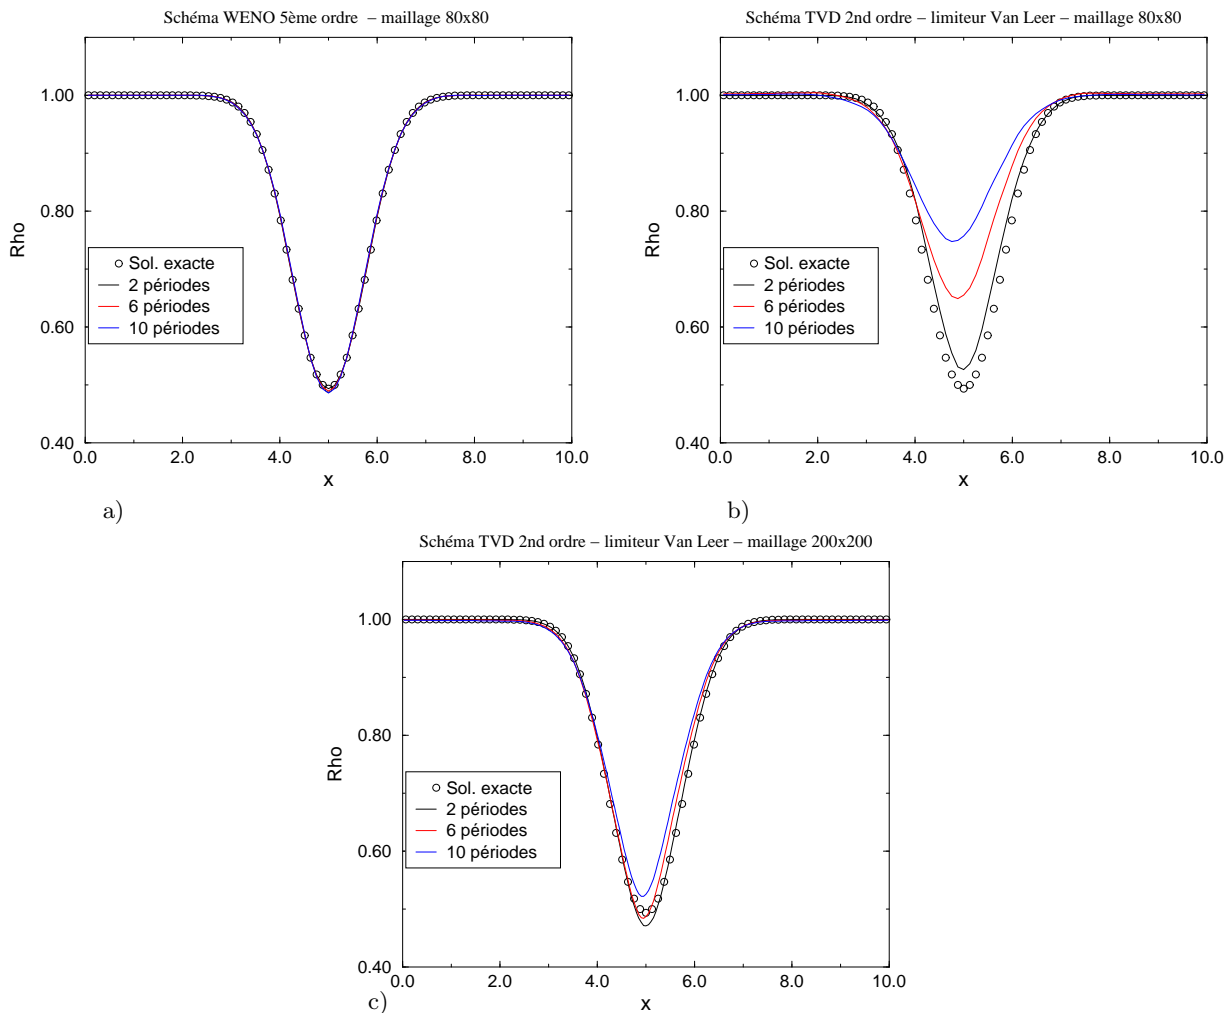 Schéma WENO 5ème ordre – maillage 80x80
1.00
0.80
0.60
0.40
Rho
Sol. exacte
2 périodes
6 périodes
10 périodes
0.0 2.0 4.0 6.0 8.0 10.0
x
a)
Schéma TVD 2nd ordre – limiteur Van Leer – maillage 80x80
1.00
0.80
0.60
0.40
Rho
Sol. exacte
2 périodes
6 périodes
10 périodes
0.0 2.0 4.0 6.0 8.0 10.0
x
b)
Schéma TVD 2nd ordre – limiteur Van Leer – maillage 200x200
1.00
0.80
0.60
0.40
Rho
Sol. exacte
2 périodes
6 périodes
10 périodes
0.0 2.0 4.0 6.0 8.0 10.0
x
c)